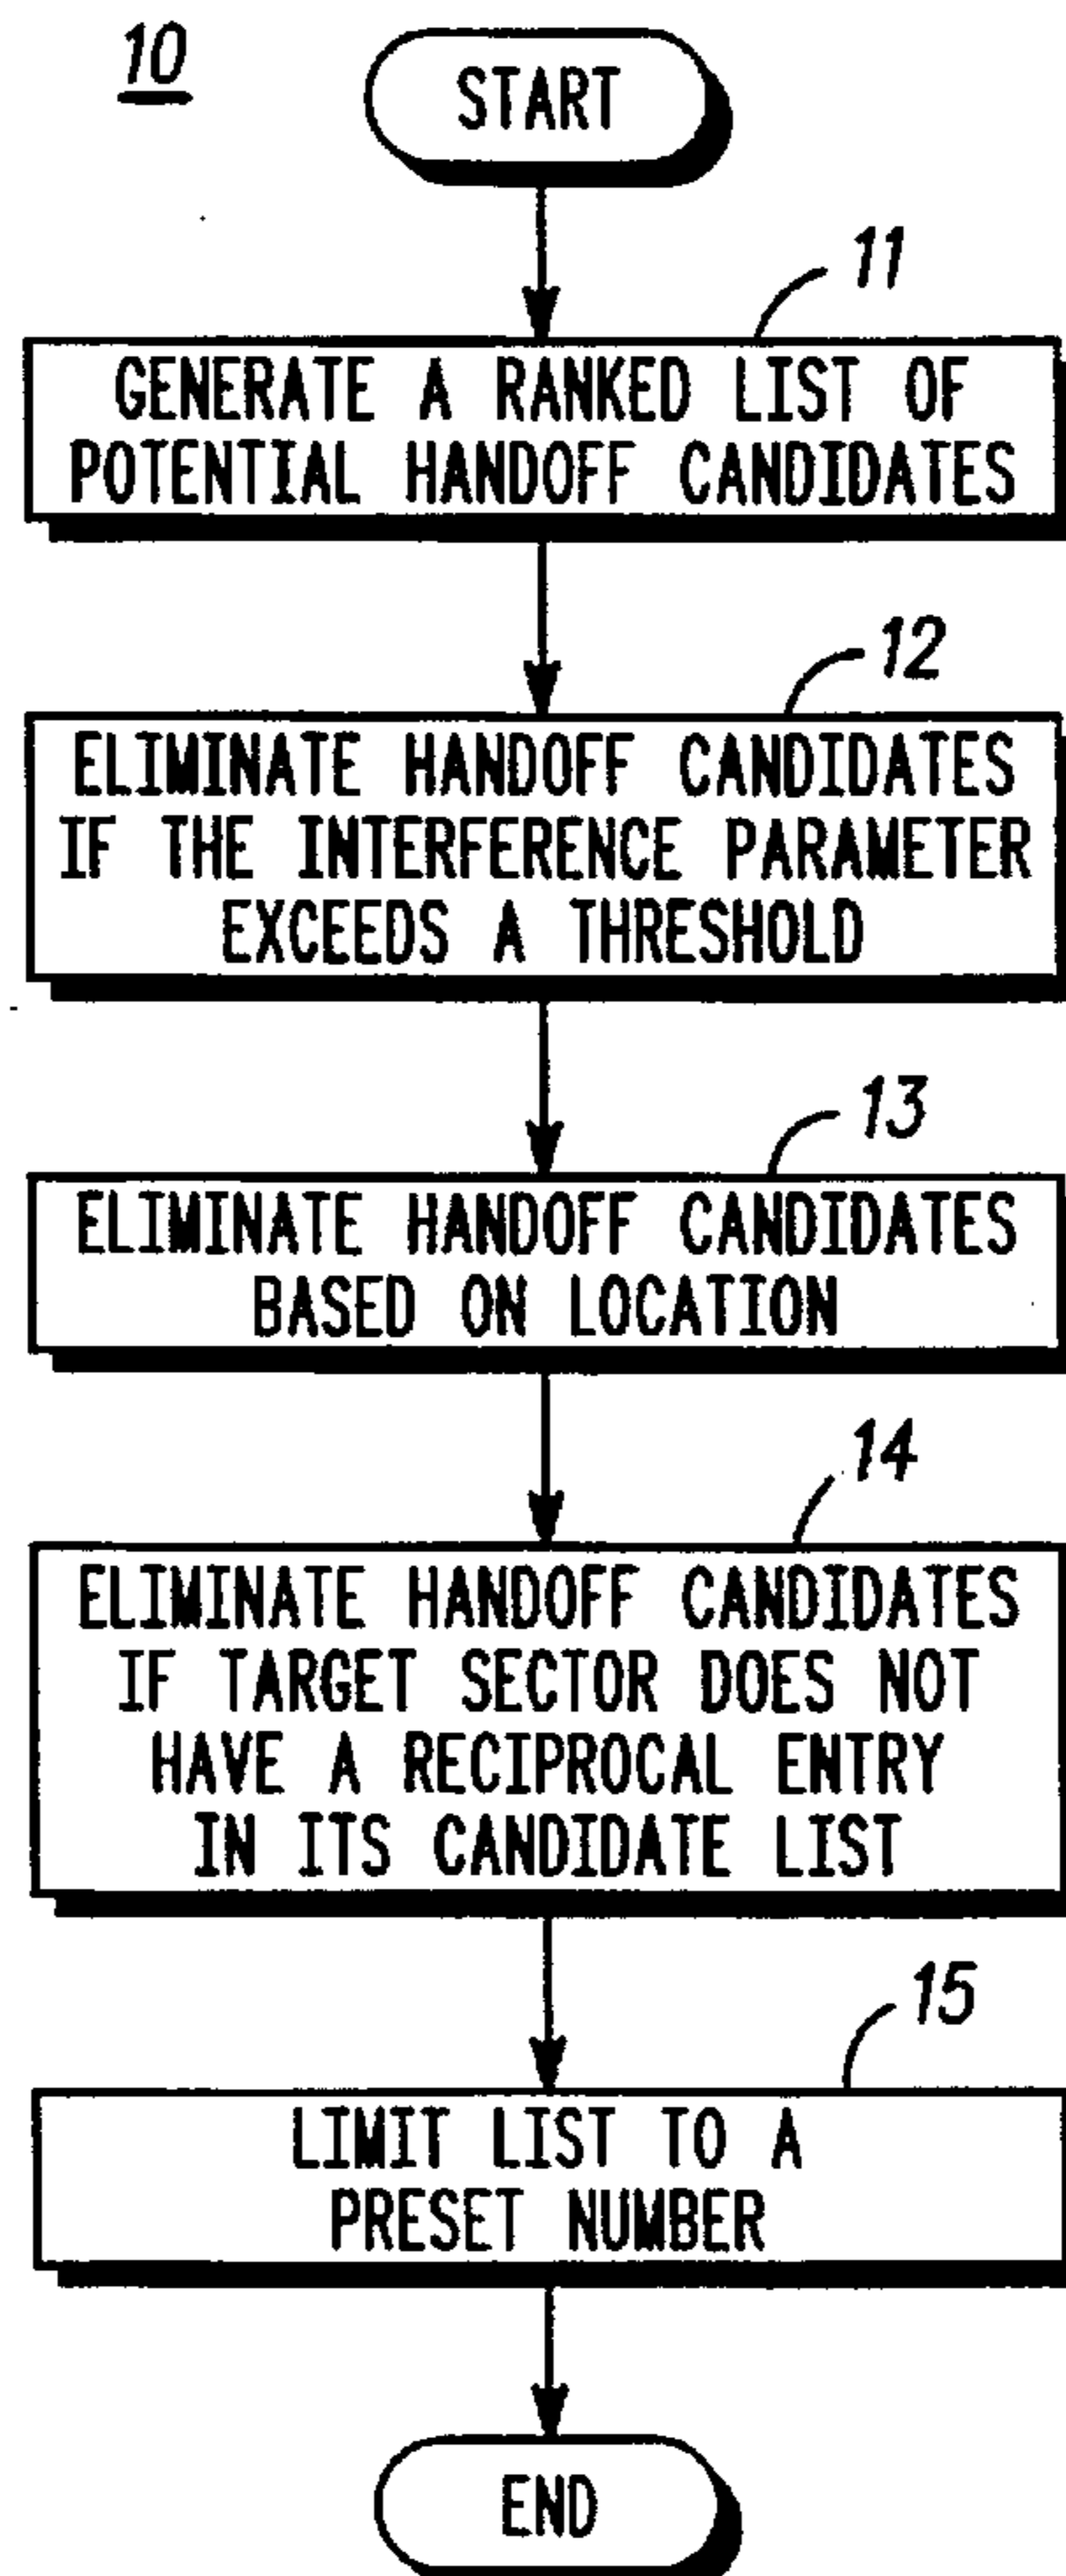 10
START
11
GENERATE A RANKED LIST OF
POTENTIAL HANDOFF CANDIDATES
12
ELIMINATE HANDOFF CANDIDATES
IF THE INTERFERENCE PARAMETER
EXCEEDS A THRESHOLD
13
ELIMINATE HANDOFF CANDIDATES
BASED ON LOCATION
14
ELIMINATE HANDOFF CANDIDATES
IF TARGET SECTOR DOES NOT
HAVE A RECIPROCAL ENTRY
IN ITS CANDIDATE LIST
15
LIMIT LIST TO A
PRESET NUMBER
END